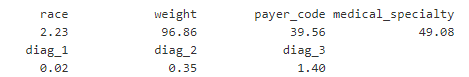 race weight payer_code medical_specialty
2.23 96.86 39.56 49.08
diag_1 diag_2 diag_3
0.02 0.35 1.40